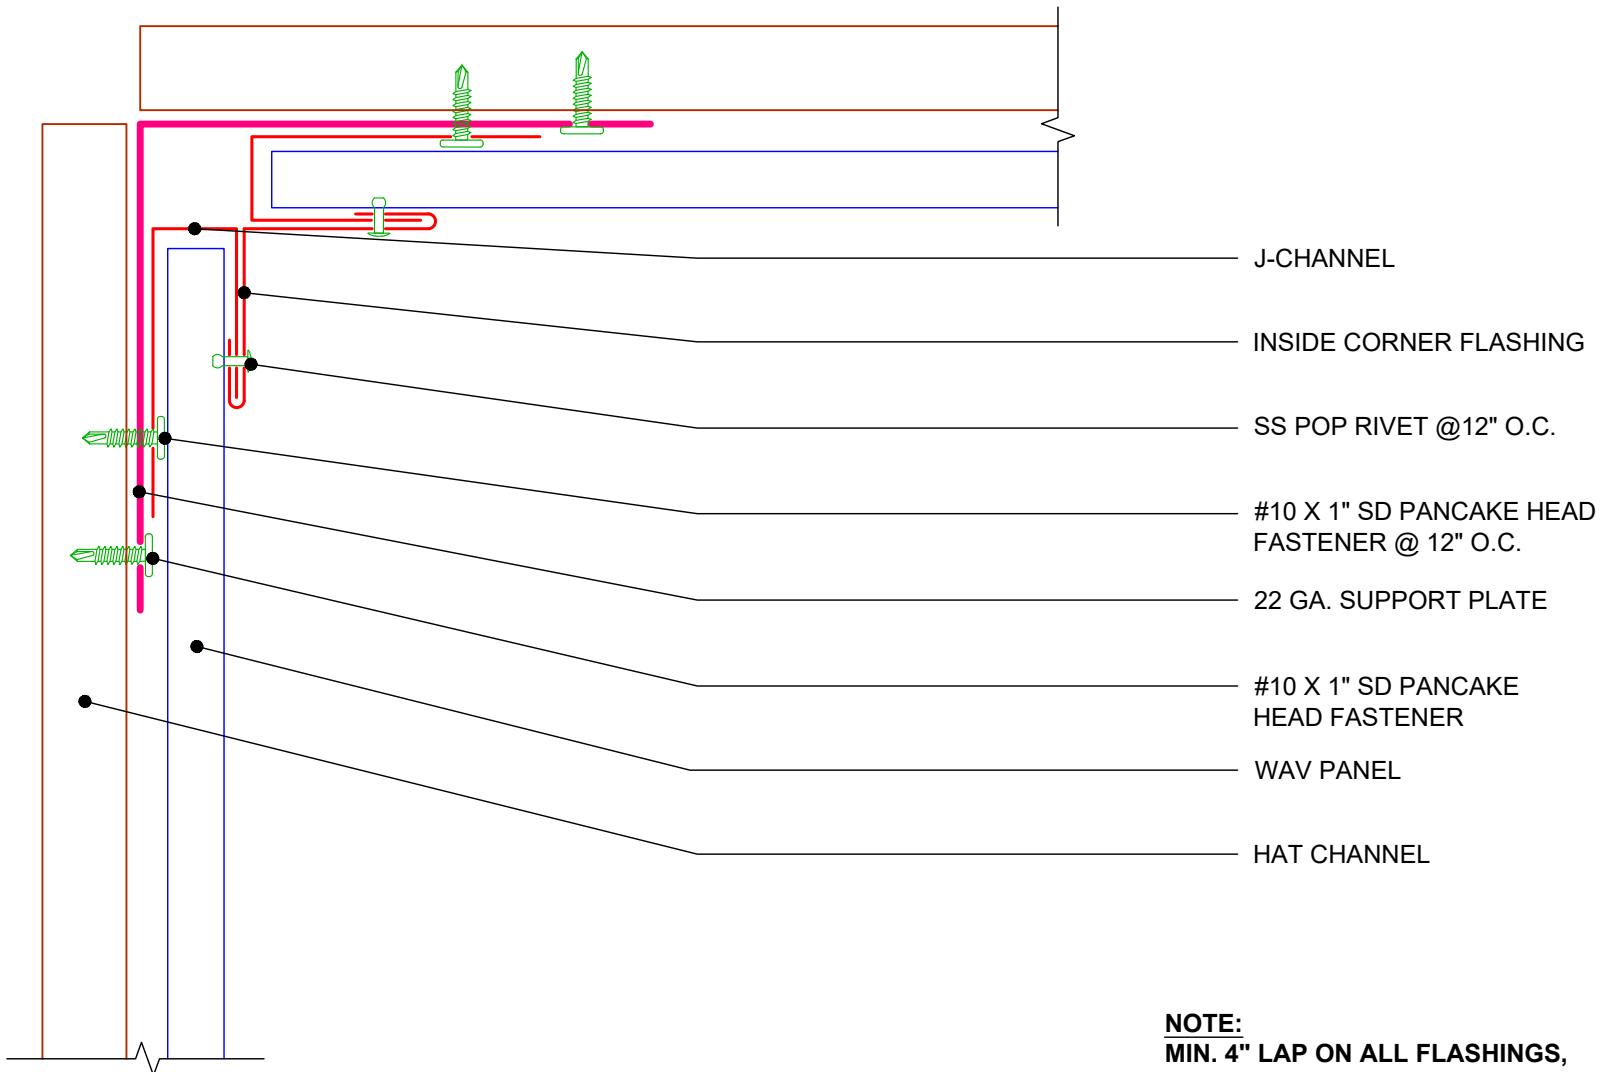 J-CHANNEL
INSIDE CORNER FLASHING
SS POP RIVET @12" O.C.
#10 X 1" SD PANCAKE HEAD
FASTENER @ 12" O.C.
22 GA. SUPPORT PLATE
#10 X 1" SD PANCAKE
HEAD FASTENER
WAV PANEL
HAT CHANNEL
NOTE:
MIN. 4" LAP ON ALL FLASHINGS,